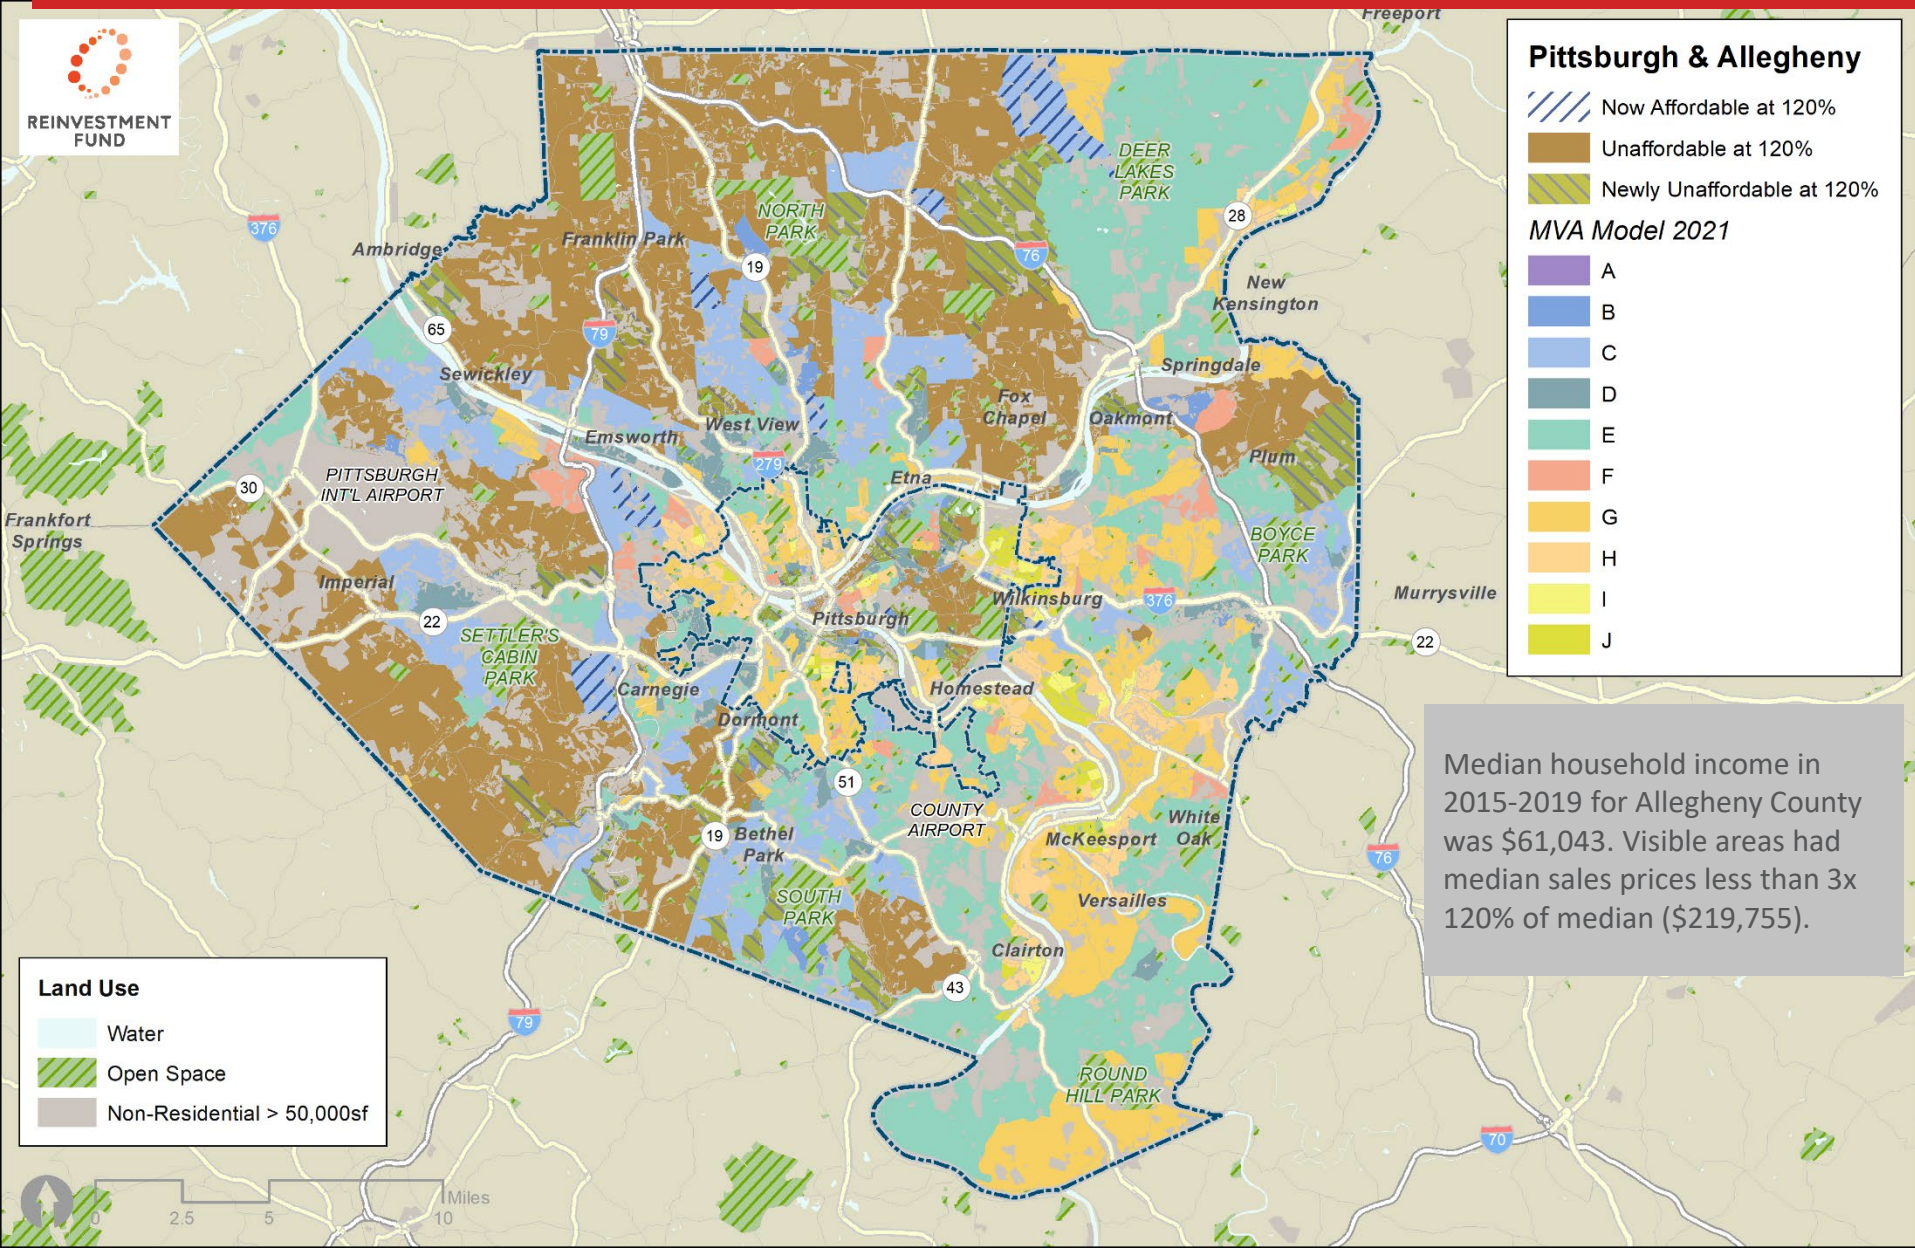 REINVESTMENT
FUND
Freeport
Pittsburgh & Allegheny
Now Affordable at 120%
Unaffordable at 120%
Newly Unaffordable at 120%
MVA Model 2021
A
B
C
D
E
F
G
H
I
J
DEER
LAKES
PARK
NORTH
PARK
28
376
Ambridge
Franklin Park
19
76
New
Kensington
65
79
Sewickley
Springdale
Fox
Chapel
Oakmont
West View
Emsworth
279
Plum
Etna
PITTSBURGH
INT'L AIRPORT
30
Frankfort
Springs
BOYCE
PARK
Imperial
Wilkinsburg
376
Murrysville
22
Pittsburgh
22
SETTLER'S
CABIN
PARK
Carnegie
Homestead
Dormont
51
COUNTY
AIRPORT
19
Bethel
Park
McKeesport
White
Oak
76
SOUTH
PARK
Versailles
Clairton
43
79
ROUND
HILL PARK
70
Median household income in
2015-2019 for Allegheny County
was $61,043. Visible areas had
median sales prices less than 3x
120% of median ($219,755).
Land Use
Water
Open Space
Non-Residential > 50,000sf
Miles
0
2.5
5
10